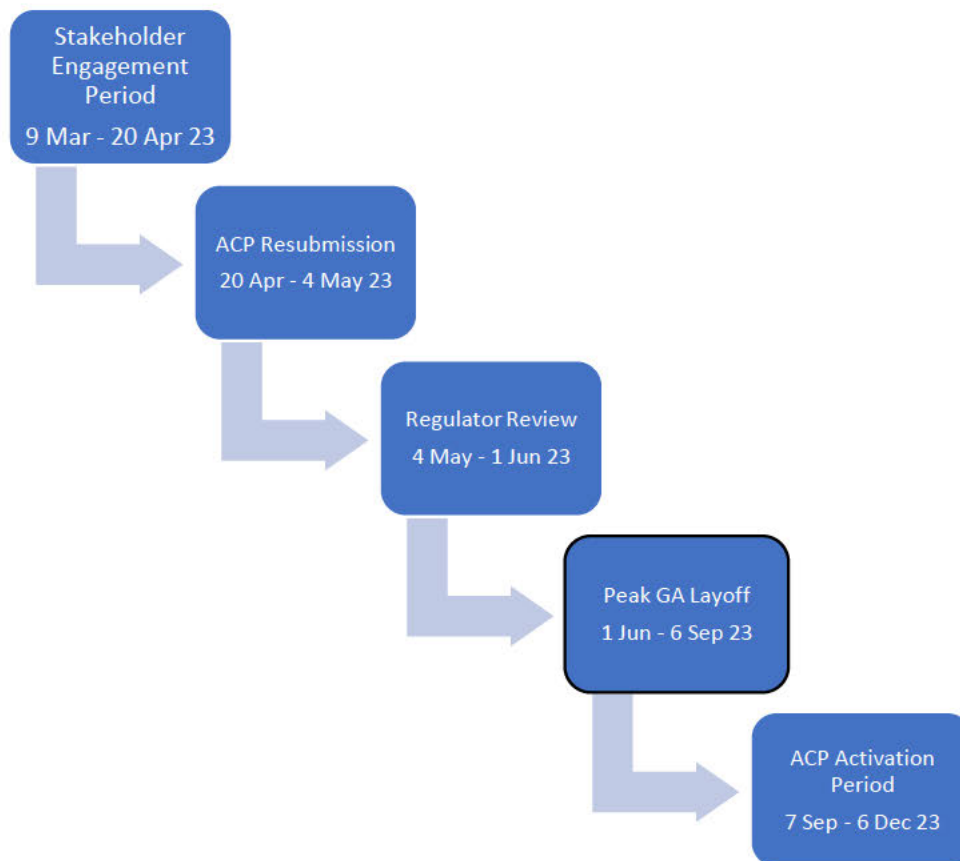 Stakeholder
Engagement
Period
9 Mar - 20 Apr 23
ACP Resubmission
20 Apr - 4 May 23
Regulator Review
4 May - 1 Jun 23
Peak GA Layoff
1 Jun - 6 Sep 23
ACP Activation
Period
7 Sep - 6 Dec 23